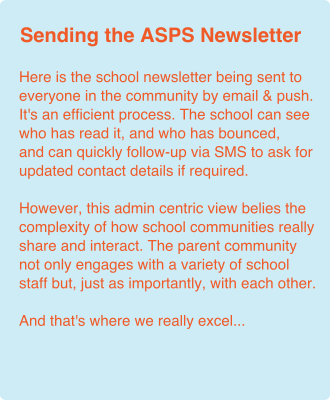 Sending the ASPS Newsletter
Here is the school newsletter being sent to
everyone in the community by email & push.
It's an efficient process. The school can see
who has read it, and who has bounced,
and can quickly follow-up via SMS to ask for
updated contact details if required.
However, this admin centric view belies the
complexity of how school communities really
share and interact. The parent community
not only engages with a variety of school
staff but, just as importantly, with each other.
And that's where we really excel...